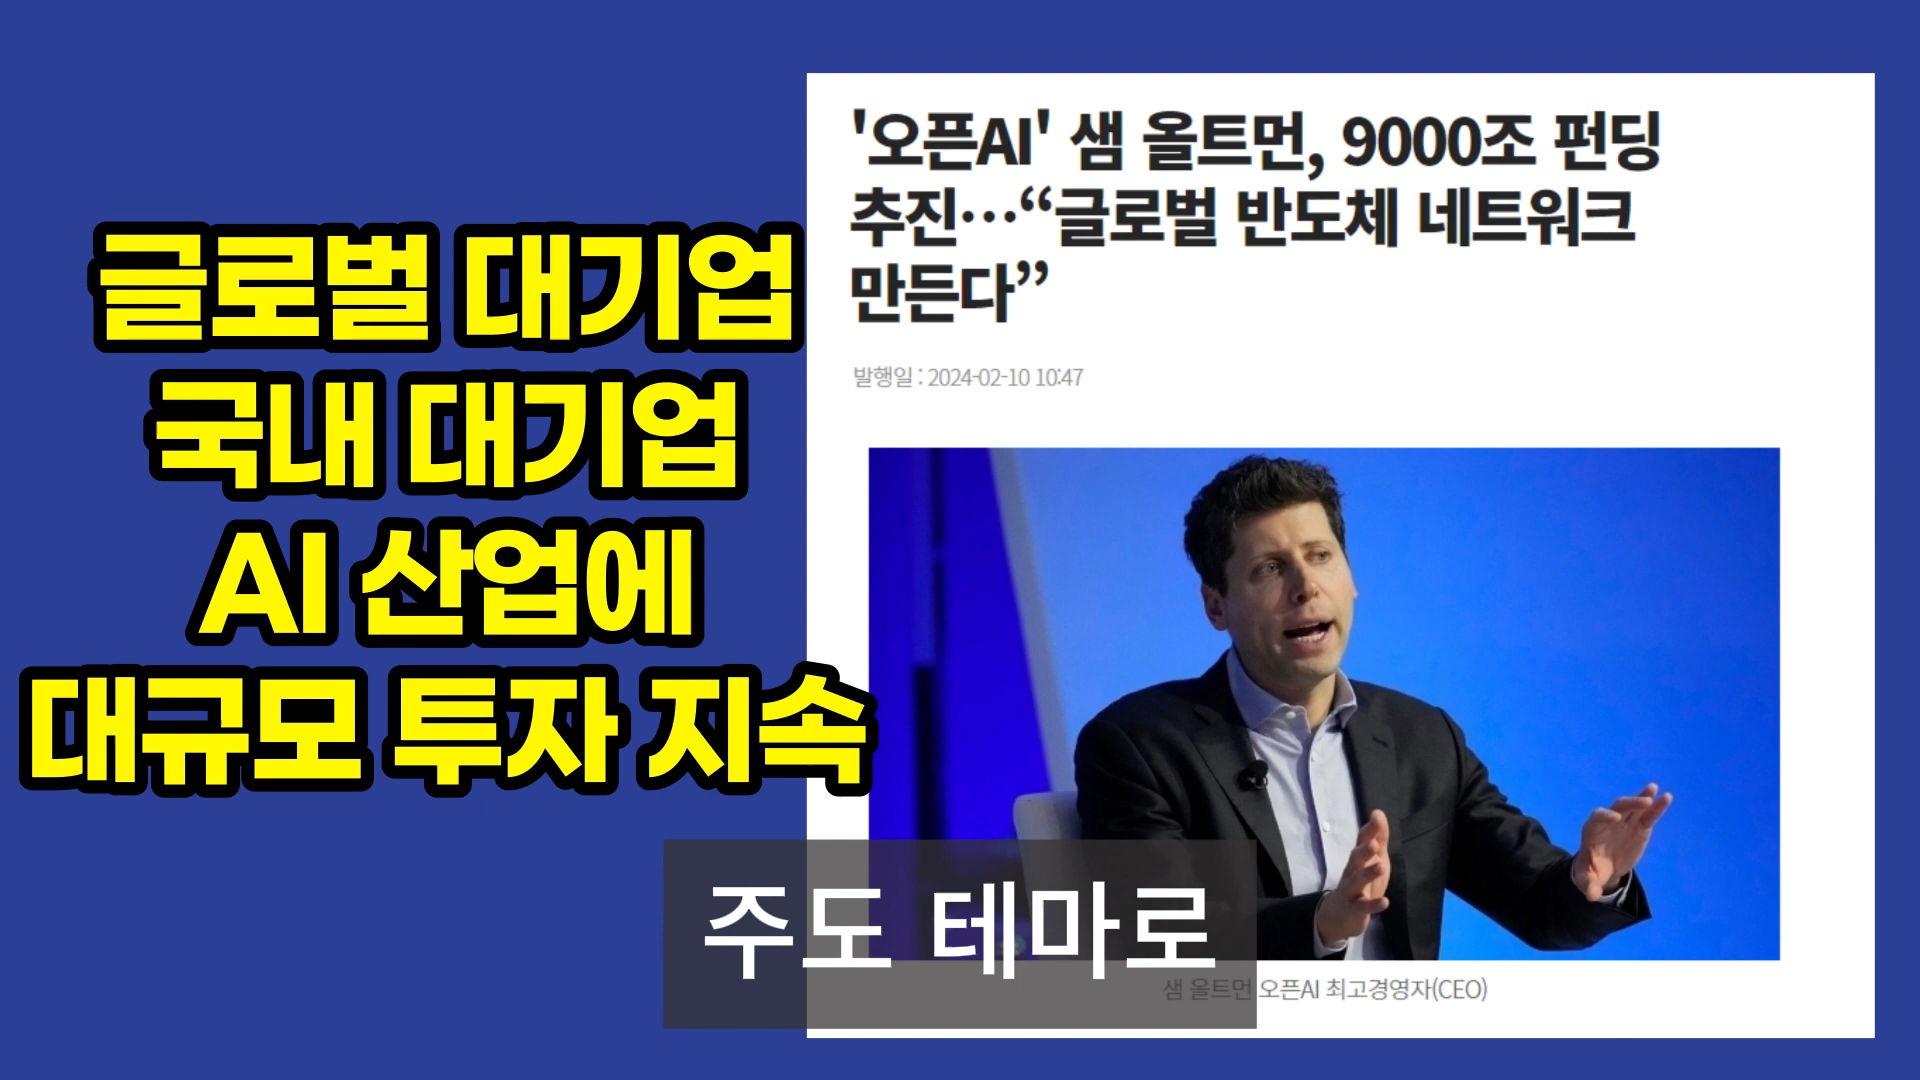 글로벌 대기업
국내 대기업
AI 산업에
대규모 투자 지속
'오픈AI' 샘 올트먼, 9000조 펀딩
추진…“글로벌 반도체 네트워크
만든다”
발행일 : 2024-02-10 10:47
샘 올트먼 오픈AI 최고경영자(CEO)
주도 테마로